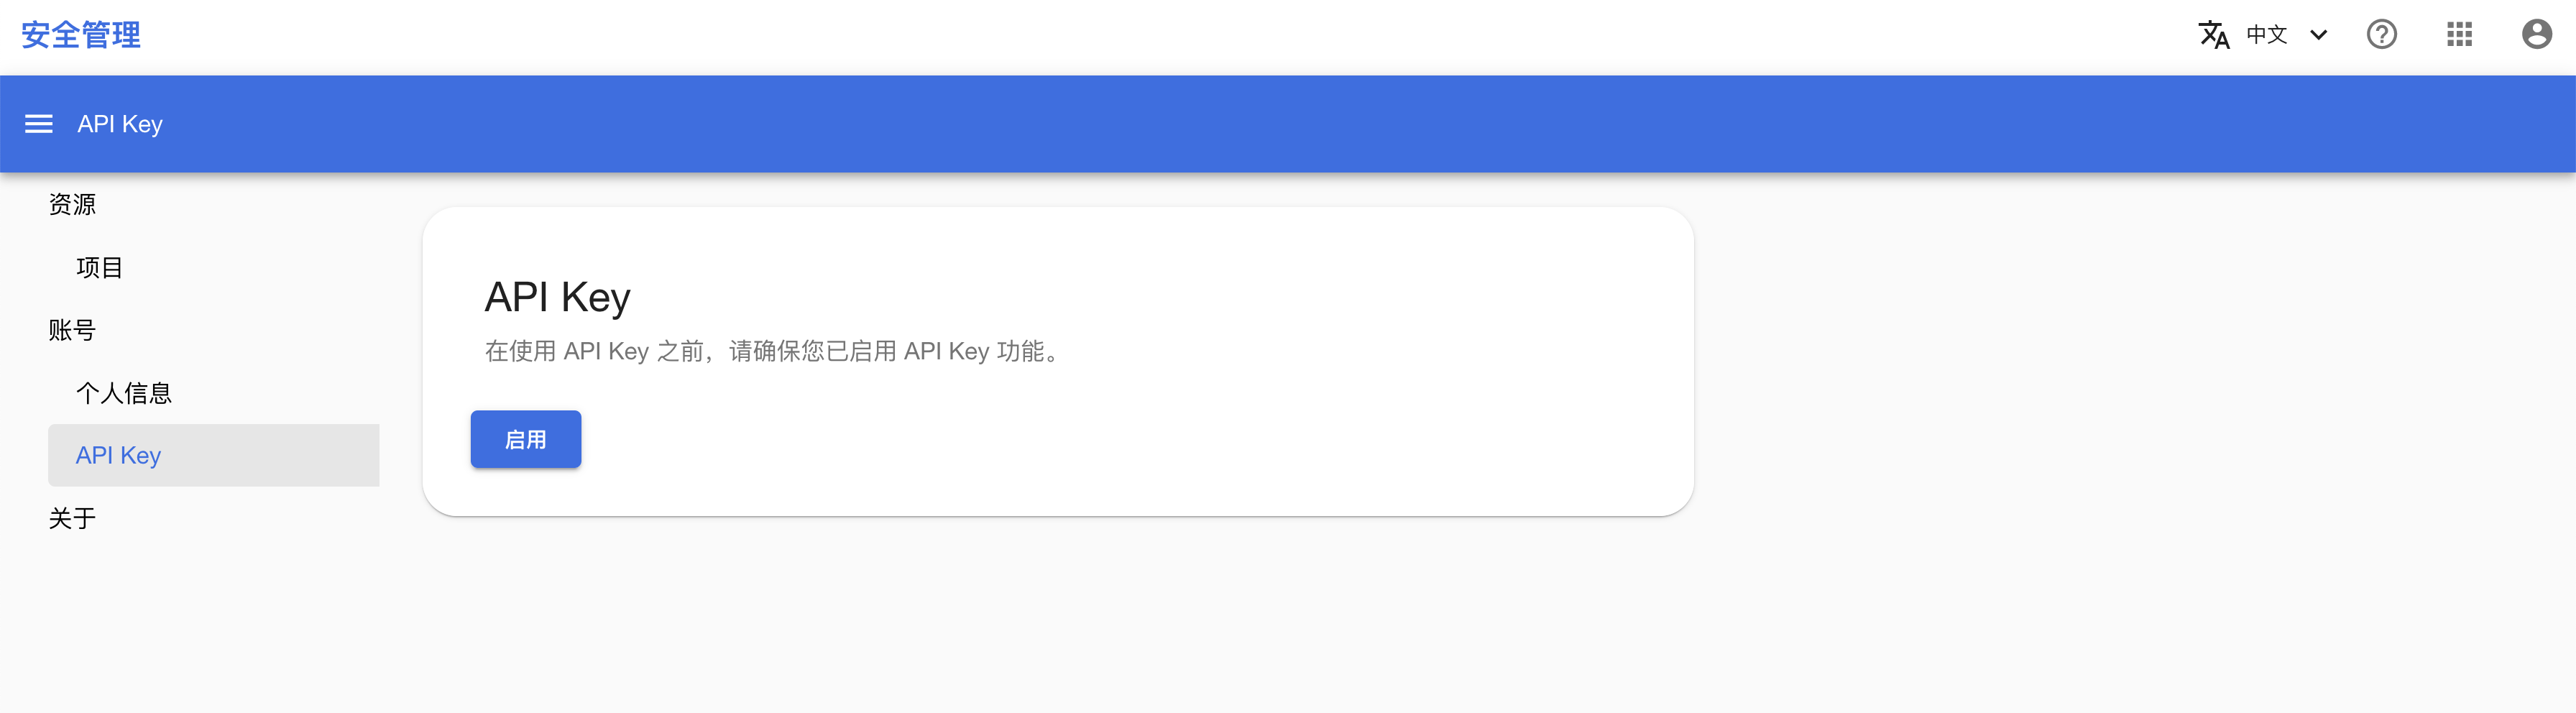 安全管理
中文
API Key
资源
项目
账号
个人信息
API Key
关于
API Key
在使用 API Key 之前，请确保您已启用 API Key 功能。
启用